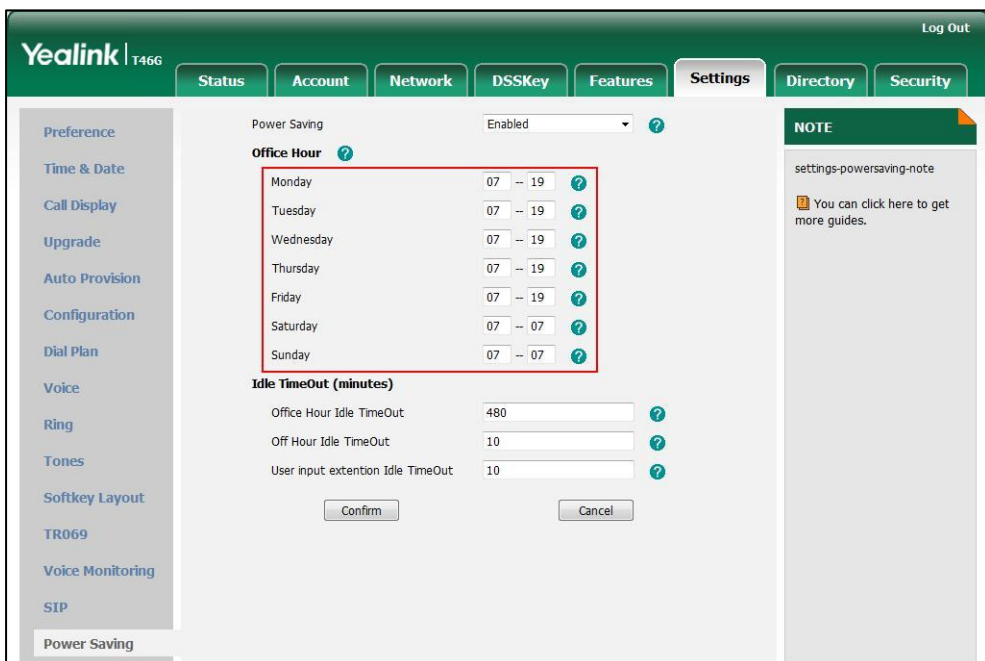 Log Out
Yealink T46G
Status Account Network DSSKey Features Settings Directory Security
Preference
Time & Date
Call Display
Upgrade
Auto Provision
Configuration
Dial Plan
Voice
Ring
Tones
Softkey Layout
TR069
Voice Monitoring
SIP
Power Saving
Power Saving Enabled ?
Office Hour ?
Monday 07 -- 19 ?
Tuesday 07 -- 19 ?
Wednesday 07 -- 19 ?
Thursday 07 -- 19 ?
Friday 07 -- 19 ?
Saturday 07 -- 07 ?
Sunday 07 -- 07 ?
Idle TimeOut (minutes)
Office Hour Idle TimeOut 480 ?
Off Hour Idle TimeOut 10 ?
User input extention Idle TimeOut 10 ?
Confirm Cancel
NOTE
settings-powersaving-note
? You can click here to get
more guides.